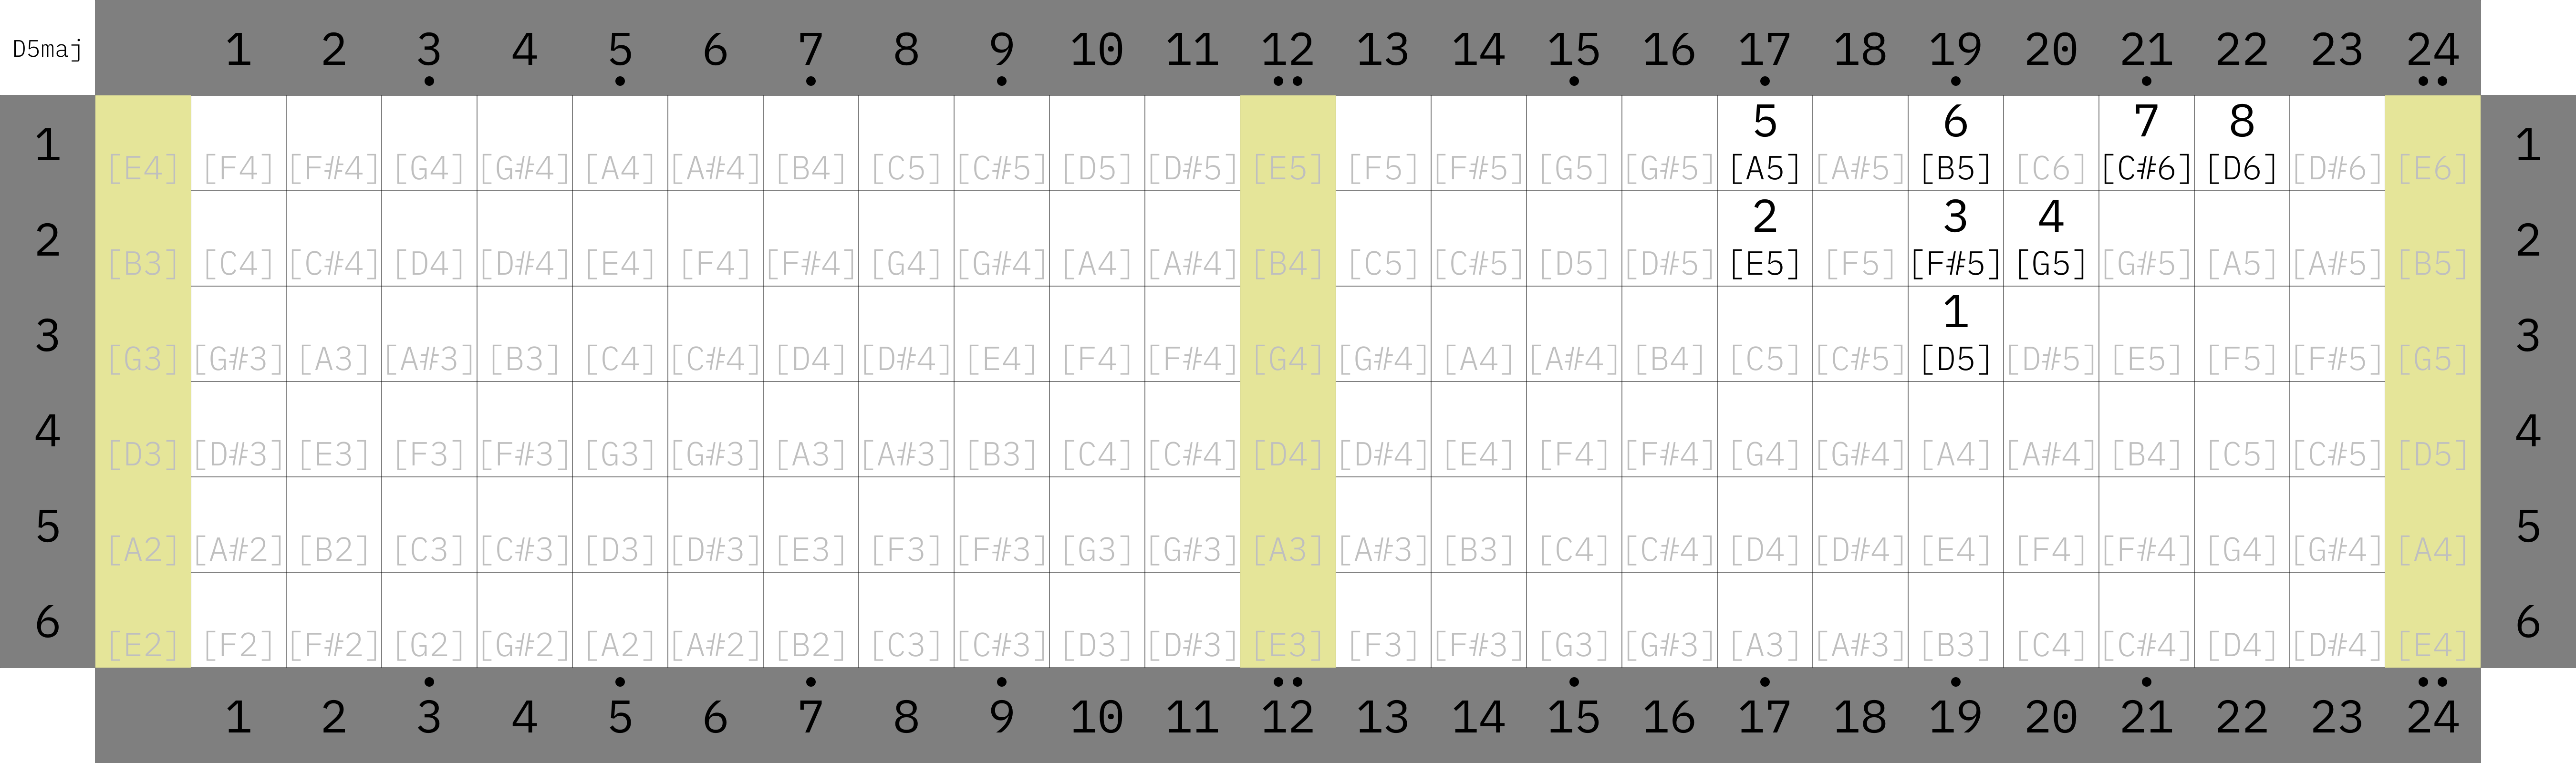 D5maj 1 2 3 4 5 6 7 8 9 10 11 12 13 14 15 16 17 18 19 20 21 22 23 24
5 6 7 8
1 [E4] [F4] [F#4] [G4] [G#4] [A4] [A#4] [B4] [C5] [C#5] [D5] [D#5] [E5] [F5] [F#5] [G5] [G#5] [A5] [A#5] [B5] [C6] [C#6] [D6] [D#6] [E6] 1
2 3 4
2 [B3] [C4] [C#4] [D4] [D#4] [E4] [F4] [F#4] [G4] [G#4] [A4] [A#4] [B4] [C5] [C#5] [D5] [D#5] [E5] [F5] [F#5] [G5] [G#5] [A5] [A#5] [B5] 2
1
3 [G3] [G#3] [A3] [A#3] [B3] [C4] [C#4] [D4] [D#4] [E4] [F4] [F#4] [G4] [G#4] [A4] [A#4] [B4] [C5] [C#5] [D5] [D#5] [E5] [F5] [F#5] [G5] 3
4 [D3] [D#3] [E3] [F3] [F#3] [G3] [G#3] [A3] [A#3] [B3] [C4] [C#4] [D4] [D#4] [E4] [F4] [F#4] [G4] [G#4] [A4] [A#4] [B4] [C5] [C#5] [D5] 4
5 [A2] [A#2] [B2] [C3] [C#3] [D3] [D#3] [E3] [F3] [F#3] [G3] [G#3] [A3] [A#3] [B3] [C4] [C#4] [D4] [D#4] [E4] [F4] [F#4] [G4] [G#4] [A4] 5
6 [E2] [F2] [F#2] [G2] [G#2] [A2] [A#2] [B2] [C3] [C#3] [D3] [D#3] [E3] [F3] [F#3] [G3] [G#3] [A3] [A#3] [B3] [C4] [C#4] [D4] [D#4] [E4] 6
1 2 3 4 5 6 7 8 9 10 11 12 13 14 15 16 17 18 19 20 21 22 23 24